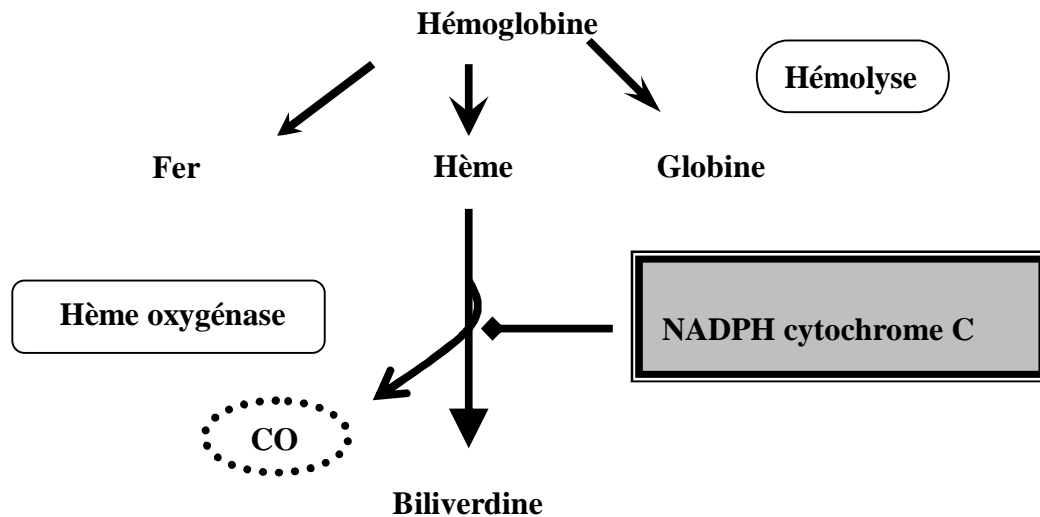 Hémoglobine
Hémolyse
Fer
Hème
Globine
Hème oxygénase
NADPH cytochrome C
CO
Biliverdine